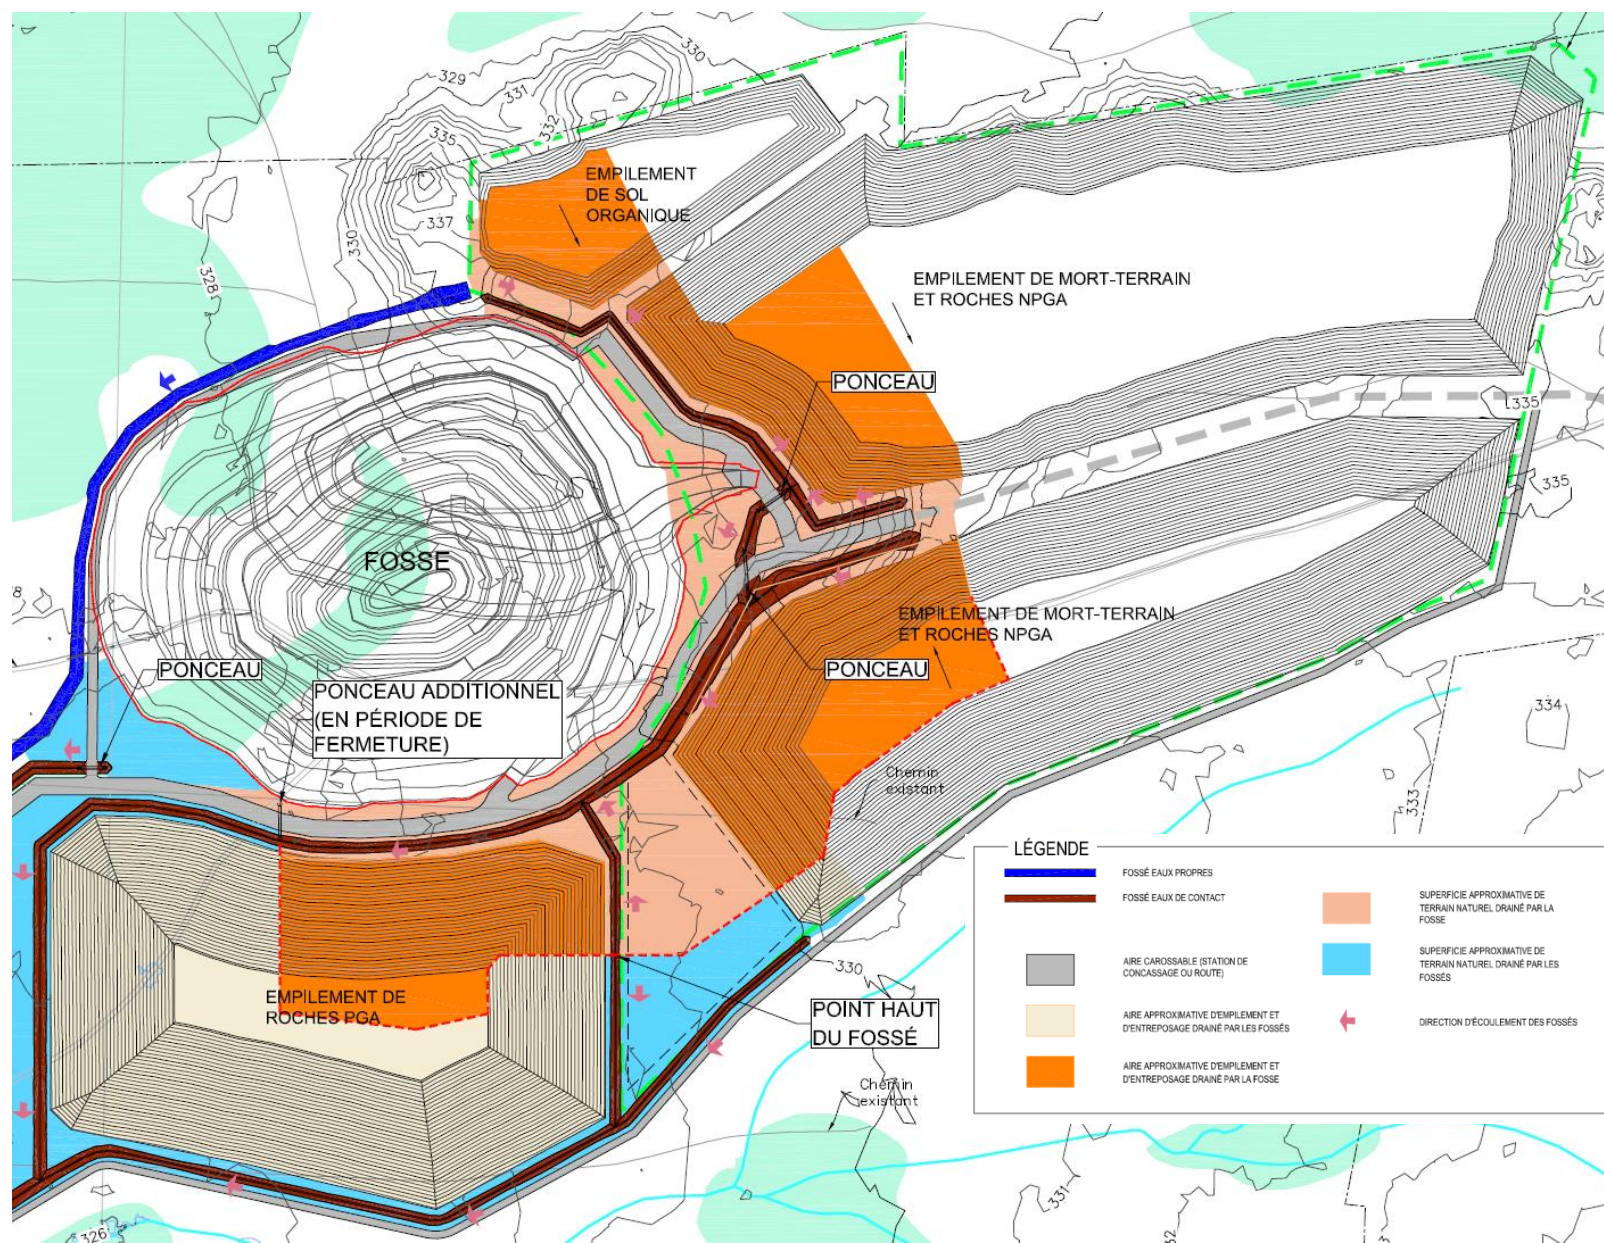 330
329
331
332
335
EMPILEMENT
DE SOL
ORGANIQUE
337
330
328
EMPILEMENT DE MORT-TERRAIN
ET ROCHES NPGA
PONCEAU
335
335
FOSSE
8
EMPILEMENT DE MORT-TERRAIN
ET ROCHES NPGA
PONCEAU
PONCEAU
PONCEAU ADDITIONNEL
(EN PÉRIODE DE
FERMETURE)
334
Chemin
existant
333
LÉGENDE
FOSSÉ EAUX PROPRES
FOSSÉ EAUX DE CONTACT
AIRE CAROSSABLE (STATION DE
CONCASSAGE OU ROUTE)
AIRE APPROXIMATIVE D'EMPILEMENT ET
D'ENTREPOSAGE DRAINÉ PAR LES FOSSÉS
AIRE APPROXIMATIVE D'EMPILEMENT ET
D'ENTREPOSAGE DRAINÉ PAR LA FOSSE
SUPERFICIE APPROXIMATIVE DE
TERRAIN NATUREL DRAINÉ PAR LA
FOSSE
SUPERFICIE APPROXIMATIVE DE
TERRAIN NATUREL DRAINÉ PAR LES
FOSSÉS
DIRECTION D'ÉCOULEMENT DES FOSSÉS
330
EMPILEMENT DE
ROCHES PGA
POINT HAUT
DU FOSSÉ
Chemin
existant
331
326